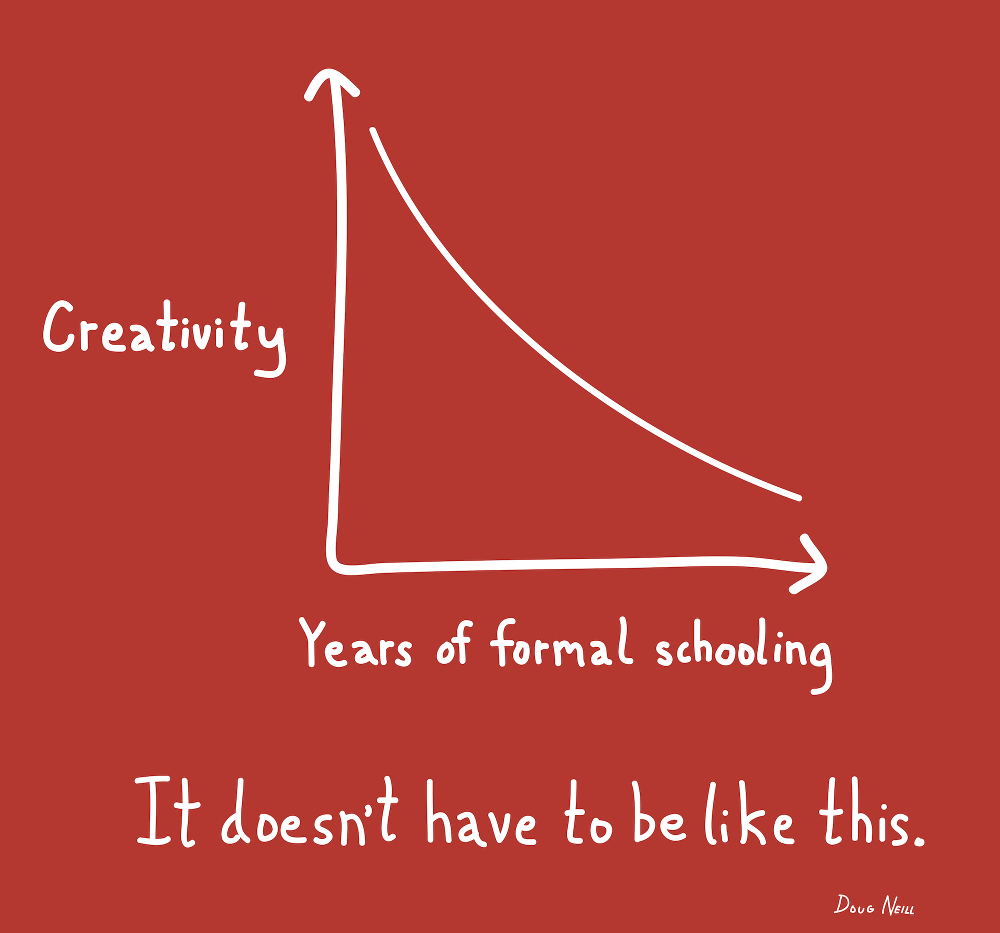 Creativity
Years of formal schooling
It doesn't have to be like this.
Doug Neill